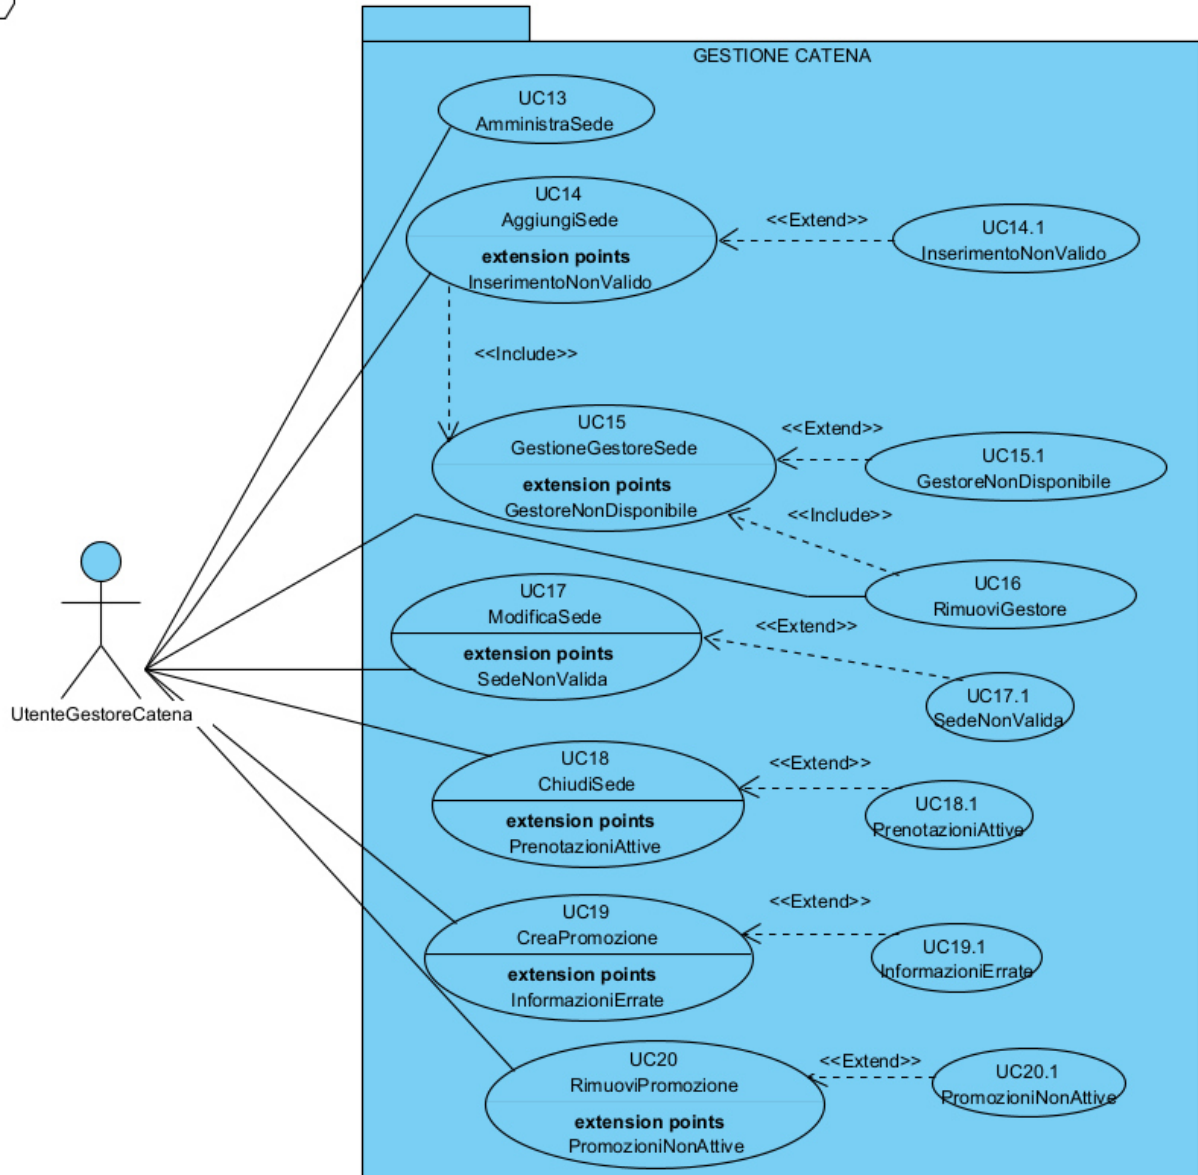 GESTIONE CATENA
UC13
AmministraSede
UC14
AggiungiSede
extension points
InserimentoNonValido
<<Extend>>
UC14.1
InserimentoNonValido
<<Include>>
UC15
GestioneGestoreSede
extension points
GestoreNonDisponibile
<<Extend>>
UC15.1
GestoreNonDisponibile
<<Include>>
UC16
RimuoviGestore
UC17
ModificaSede
extension points
SedeNonValida
<<Extend>>
UC17.1
SedeNonValida
UtenteGestoreCatena
UC18
ChiudiSede
extension points
PrenotazioniAttive
<<Extend>>
UC18.1
PrenotazioniAttive
UC19
CreaPromozione
extension points
InformazioniErrate
<<Extend>>
UC19.1
InformazioniErrate
UC20
RimuoviPromozione
extension points
PromozioniNonAttive
<<Extend>>
UC20.1
PromozioniNonAttive